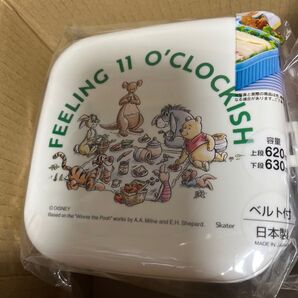 FEELING 11 O'CLOCKISH
© DISNEY
Based on the "Winnie the Pooh" works by A.A. Milne and E.H. Shepard.
Skater
容量
上段620
下段630
ベルト付
日本製
MADE IN JAPAN